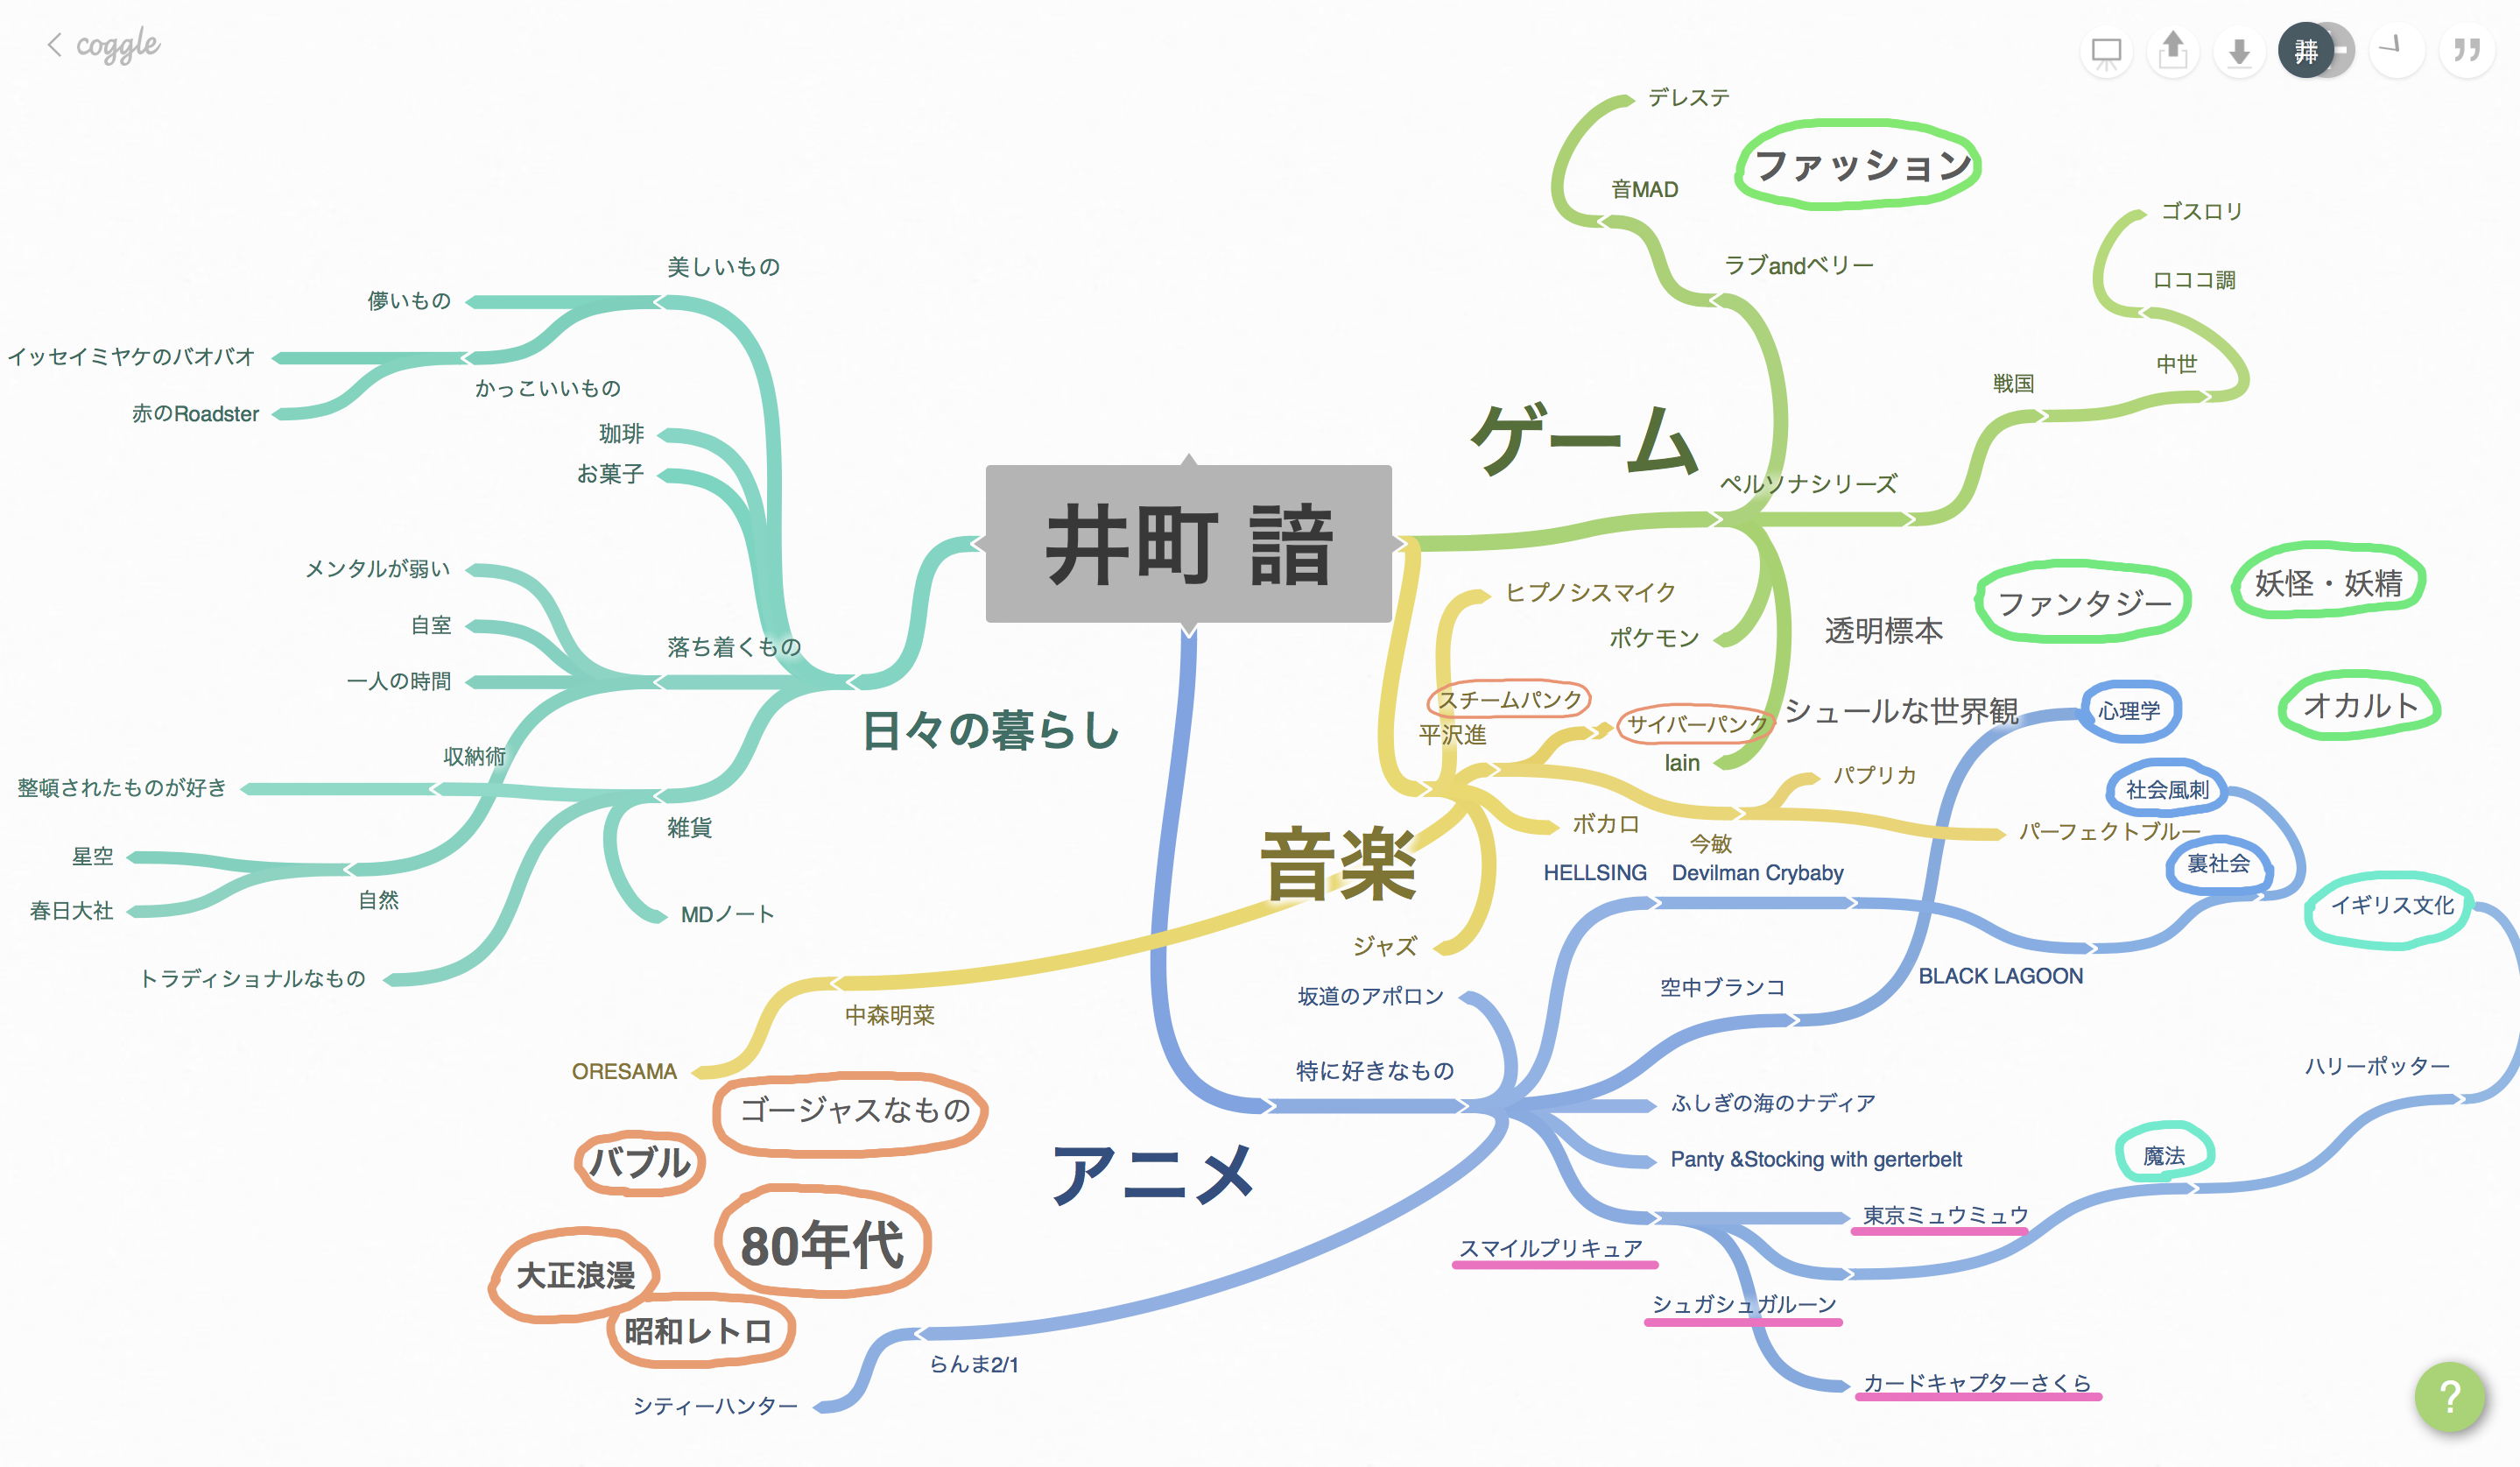 coggle
井
デレステ
ファッション
音MAD
ゴスロリ
ラブandベリー
ロココ調
中世
戦国
ゲーム
ペルソナシリーズ
美しいもの
儚いもの
イッセイミヤケのバオバオ
かっこいいもの
赤のRoadster
珈琲
お菓子
井町 諳
メンタルが弱い
自室
落ち着くもの
一人の時間
日々の暮らし
収納術
整頓されたものが好き
雑貨
星空
自然
春日大社
MDノート
トラディショナルなもの
ヒプノシスマイク
ポケモン
透明標本
ファンタジー
妖怪・妖精
スチームパンク
サイバーパンク
シュールな世界観
心理学
オカルト
平沢進
lain
パプリカ
社会風刺
ボカロ
今敏
パーフェクトブルー
音楽
裏社会
HELLSING
Devilman Crybaby
イギリス文化
ジャズ
BLACK LAGOON
坂道のアポロン
空中ブランコ
中森明菜
ORESAMA
特に好きなもの
ハリーポッター
ゴージャスなもの
ふしぎの海のナディア
バブル
アニメ
Panty &Stocking with gerterbelt
魔法
80年代
東京ミュウミュウ
スマイルプリキュア
大正浪漫
昭和レトロ
シュガシュガルーン
らんま2/1
カードキャプターさくら
シティーハンター
?